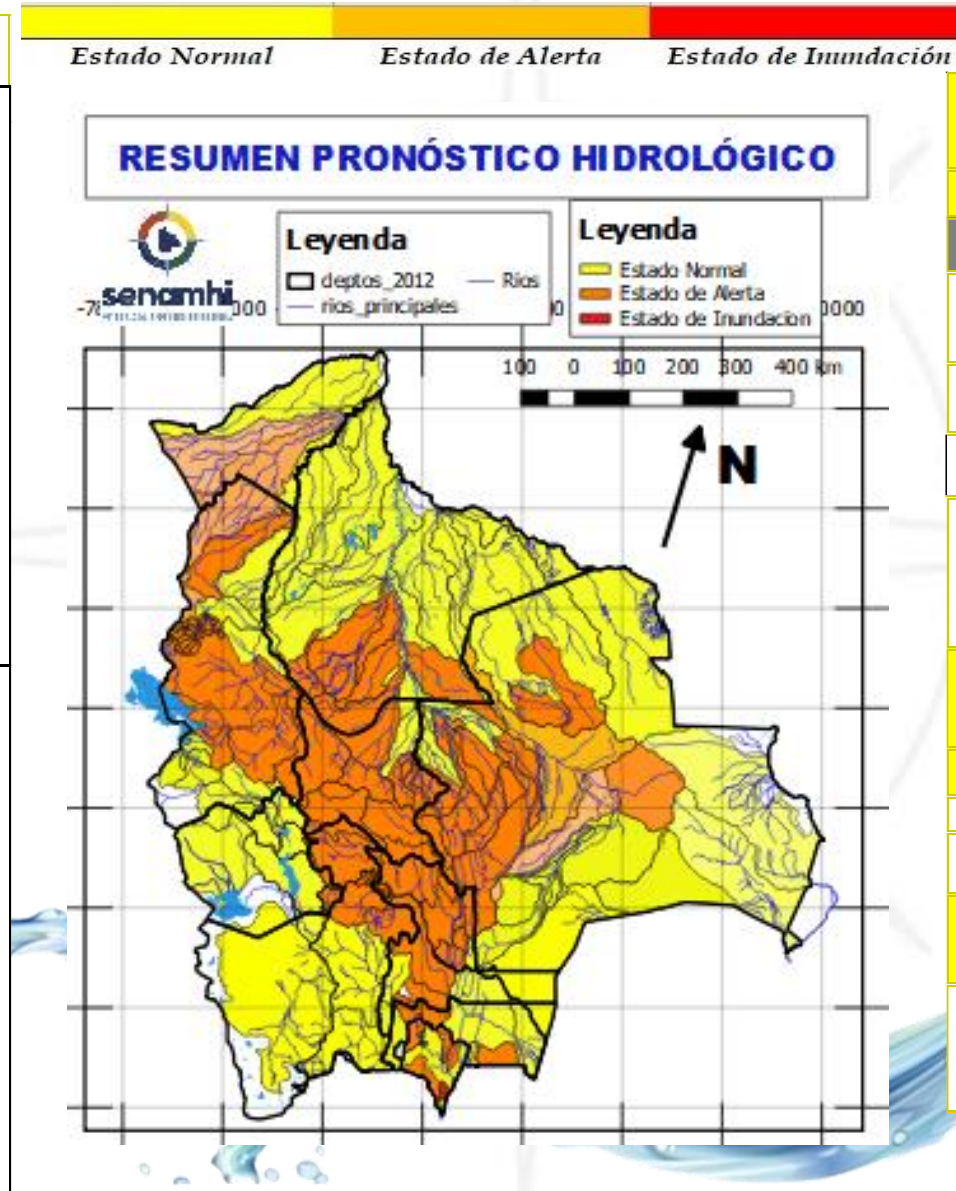 Estado Normal Estado de Alerta Estado de Inundación
RESUMEN PRONÓSTICO HIDROLÓGICO
senamhi
Leyenda
deptos_2012 Rios
rios_principales
Leyenda
Estado Normal
Estado de Alerta
Estado de Inundacion
100 0 100 200 300 400 km
N